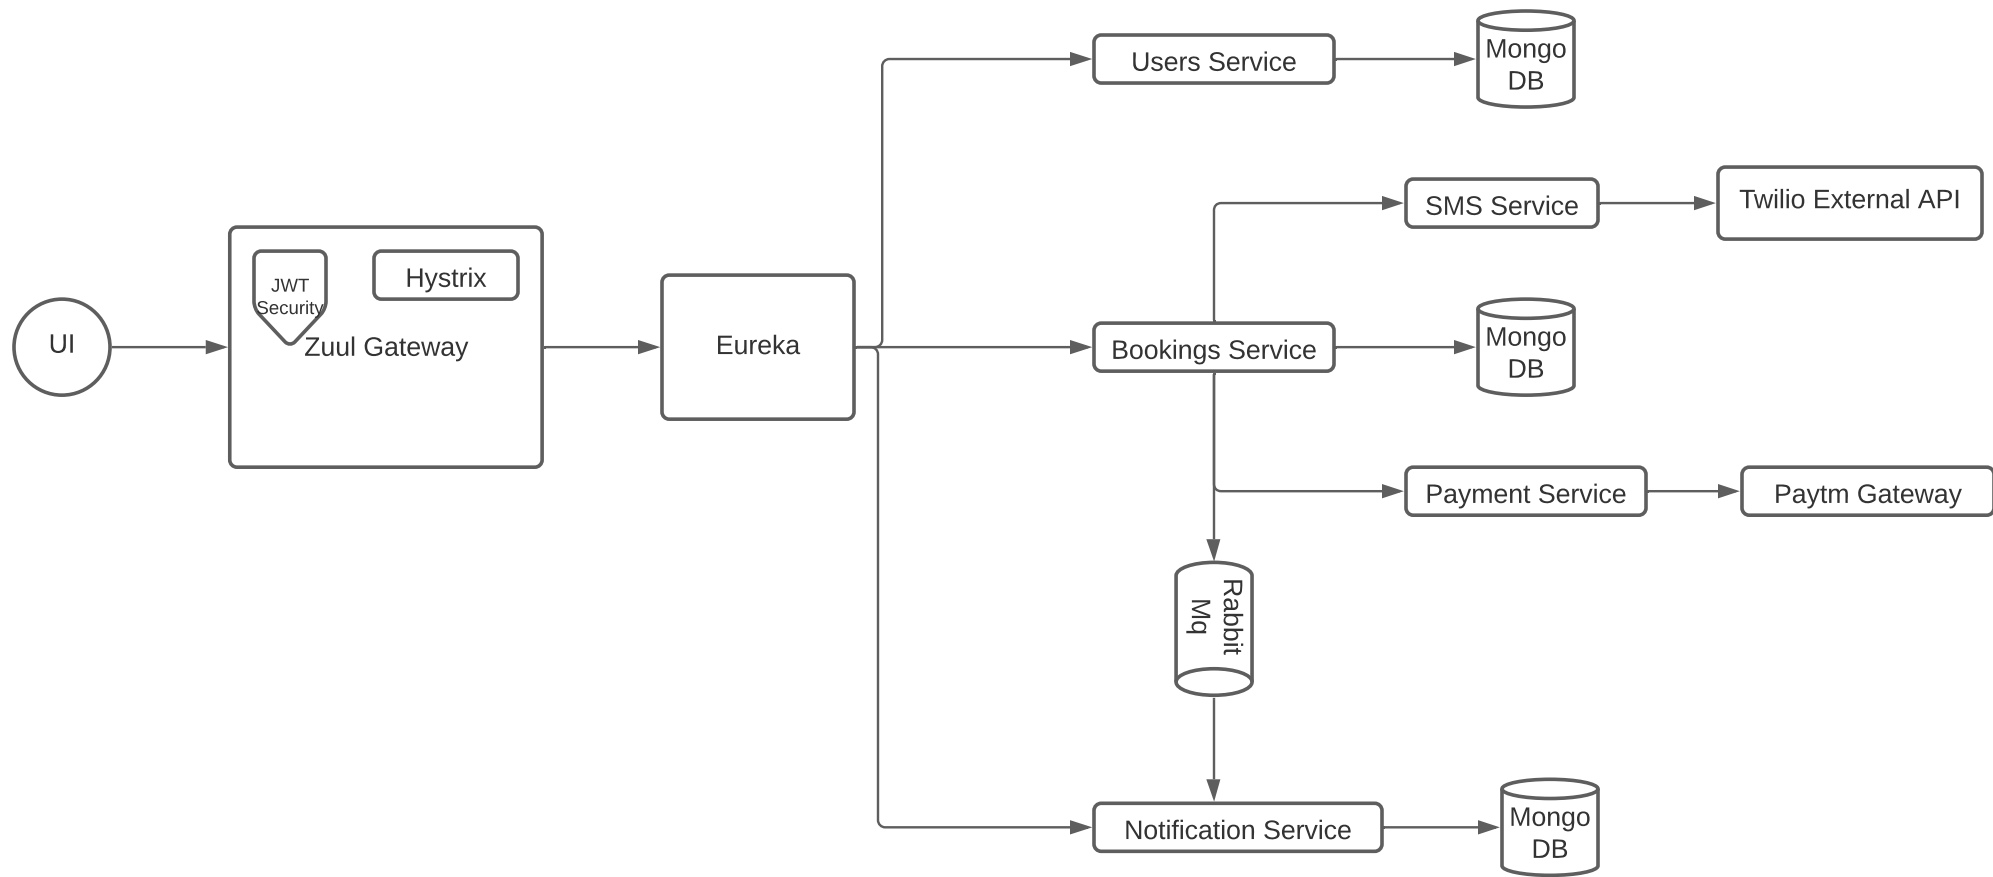 UI
JWT
Security
Hystrix
Zuul Gateway
Eureka
Users Service
Mongo
DB
SMS Service
Twilio External API
Bookings Service
Mongo
DB
Payment Service
Paytm Gateway
Rabbit
Mq
Notification Service
Mongo
DB